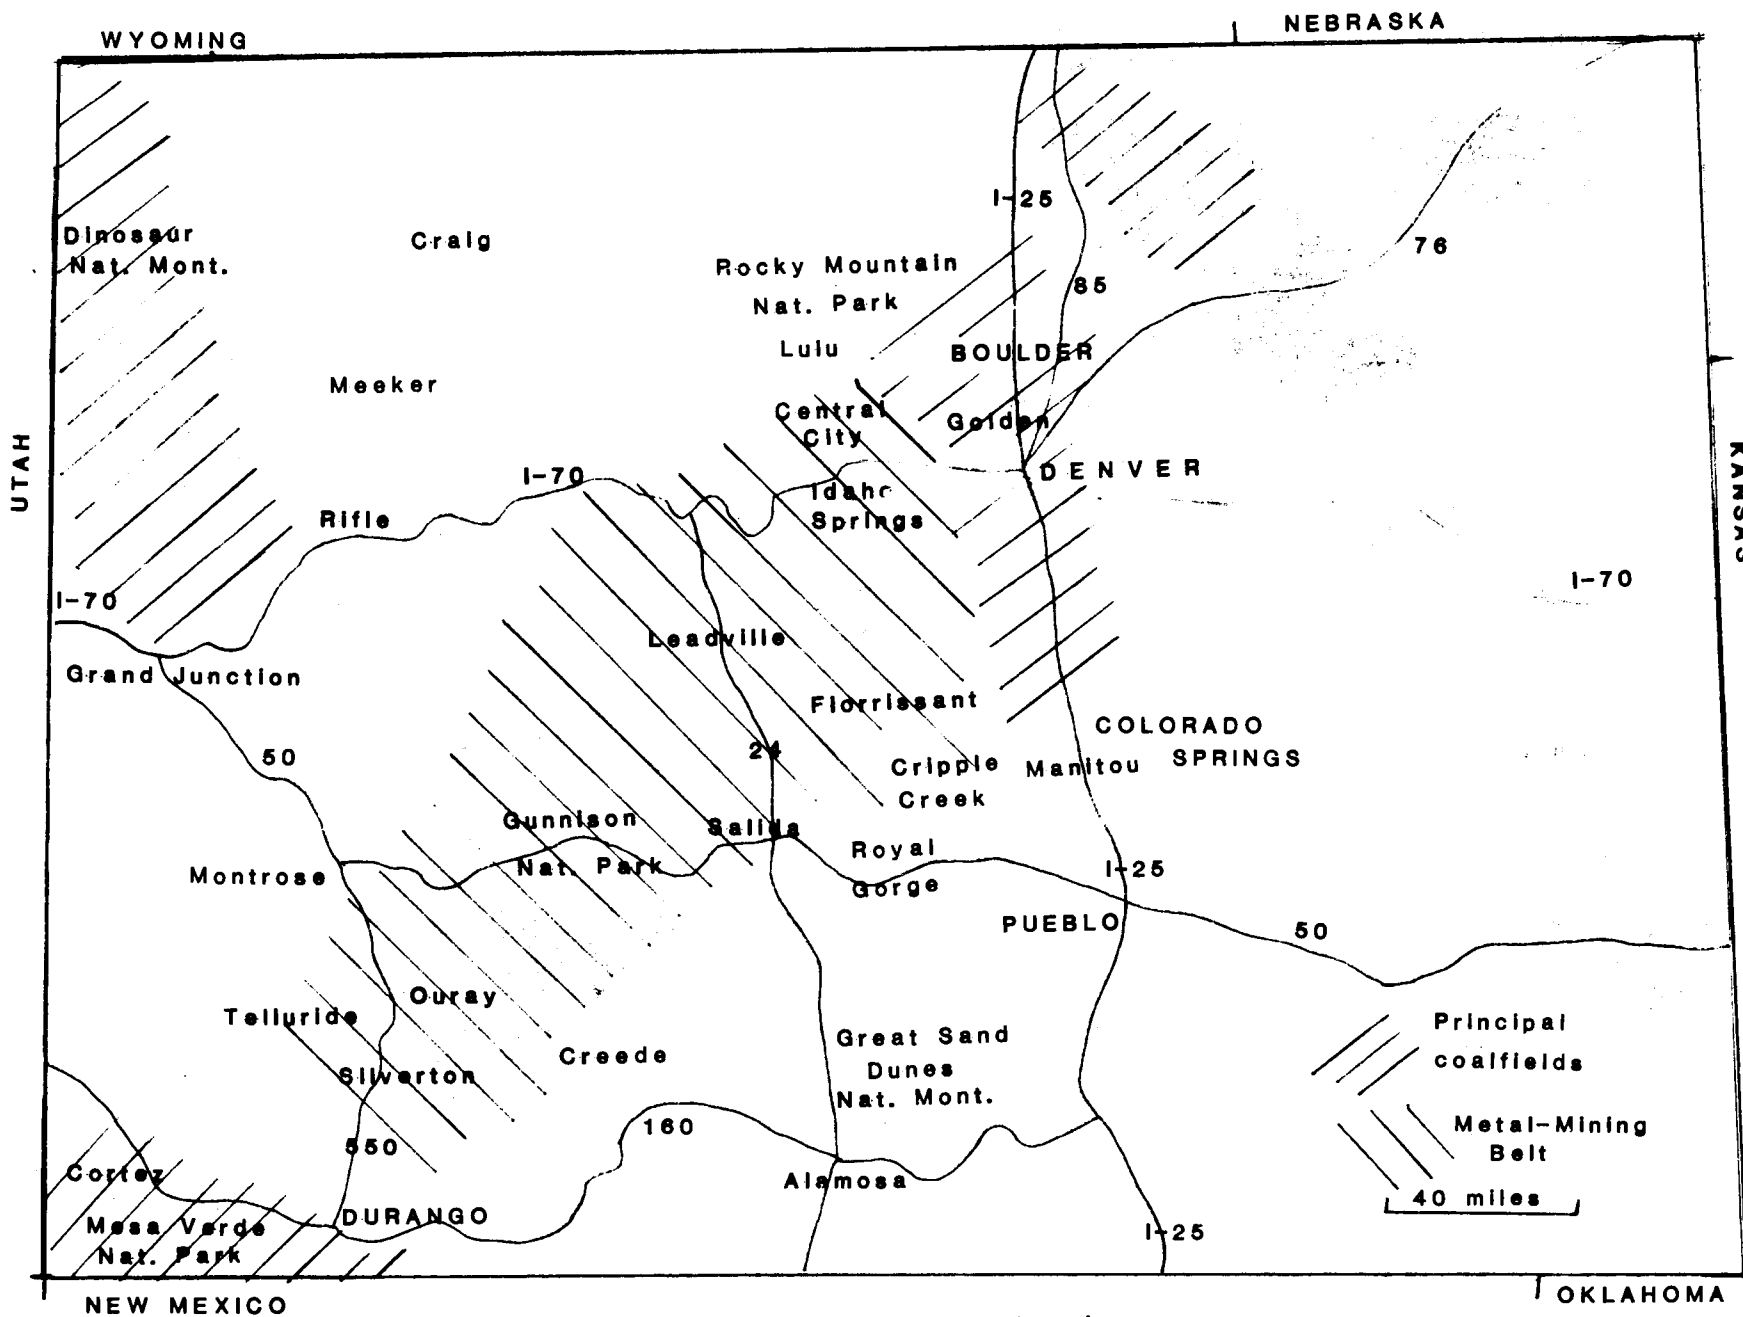 WYOMING
NEBRASKA
I-25
Dinosaur
Nat. Mont.
Craig
76
Rocky Mountain
Nat. Park
85
Lulu
BOULDER
Meeker
Central
City
Golden
UTAH
KANSAS
DENVER
I-70
Idaho
Springs
Rifle
I-70
I-70
Leadville
Grand Junction
Florrissant
COLORADO
SPRINGS
24
50
Cripple
Creek
Manitou
Gunnison
Nat. Park
Salida
Royal
Gorge
I-25
Montrose
PUEBLO
50
Ouray
Telluride
Principal
coalfields
Great Sand
Dunes
Nat. Mont.
Creede
Silverton
160
Metal-Mining
Belt
550
Cortez
Alamosa
40 miles
Mesa Verde
Nat. Park
DURANGO
I-25
NEW MEXICO
OKLAHOMA